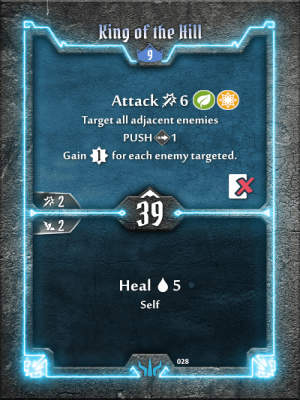 King of the Hill
9
Attack 6
Target all adjacent enemies
PUSH 1
Gain 1 for each enemy targeted.
2
39
2
Heal 5
Self
028